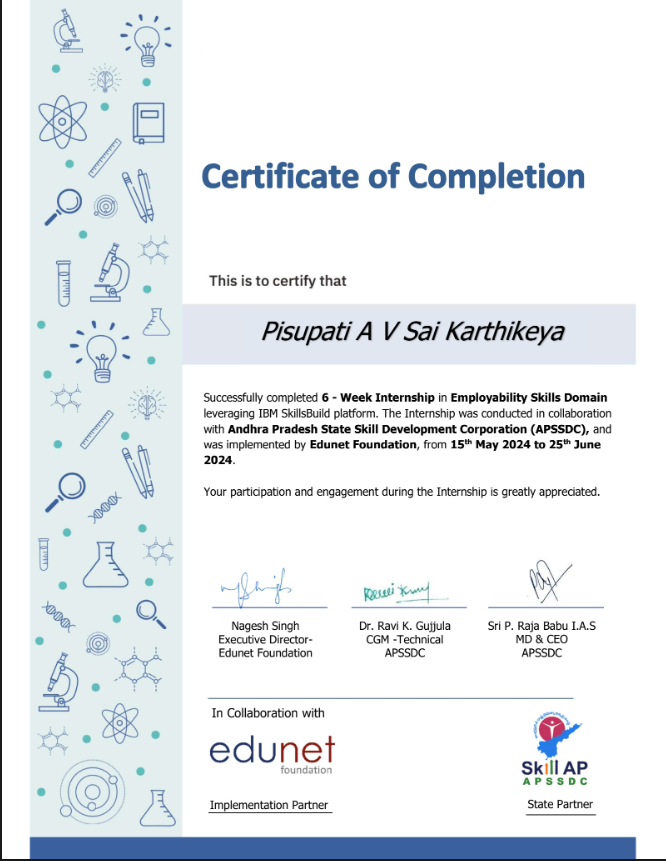 Certificate of Completion
This is to certify that
Pisupati A V Sai Karthikeya
Successfully completed 6 - Week Internship in Employability Skills Domain
leveraging IBM SkillsBuild platform. The Internship was conducted in collaboration
with Andhra Pradesh State Skill Development Corporation (APSSDC), and
was implemented by Edunet Foundation, from 15th May 2024 to 25th June
2024.
Your participation and engagement during the Internship is greatly appreciated.
Nagesh Singh
Executive Director-
Edunet Foundation
Dr. Ravi K. Gujjula
CGM -Technical
APSSDC
Sri P. Raja Babu I.A.S
MD & CEO
APSSDC
In Collaboration with
edunet
foundation
Implementation Partner
Skill AP
APSSDC
State Partner